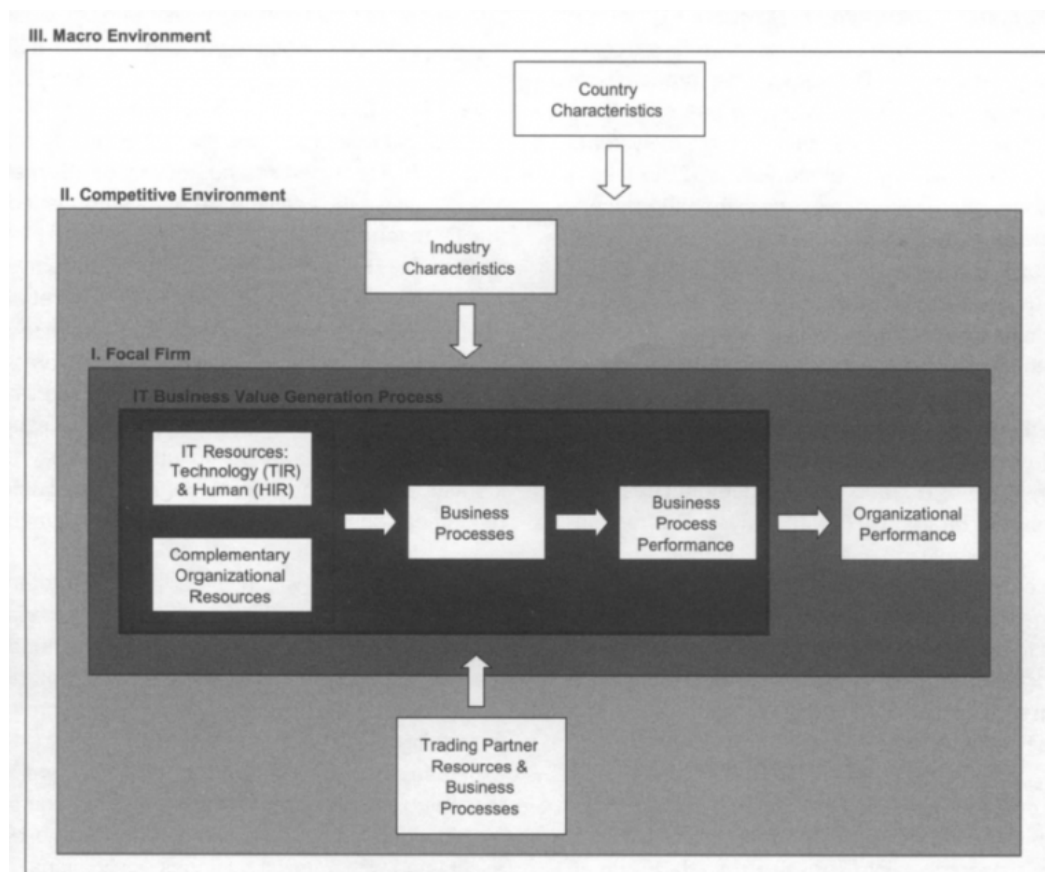 III. Macro Environment
Country
Characteristics
II. Competitive Environment
Industry
Characteristics
I. Focal Firm
IT Business Value Generation Process
IT Resources:
Technology (TIR)
& Human (HIR)
Complementary
Organizational
Resources
Business
Processes
Business
Process
Performance
Organizational
Performance
Trading Partner
Resources &
Business
Processes